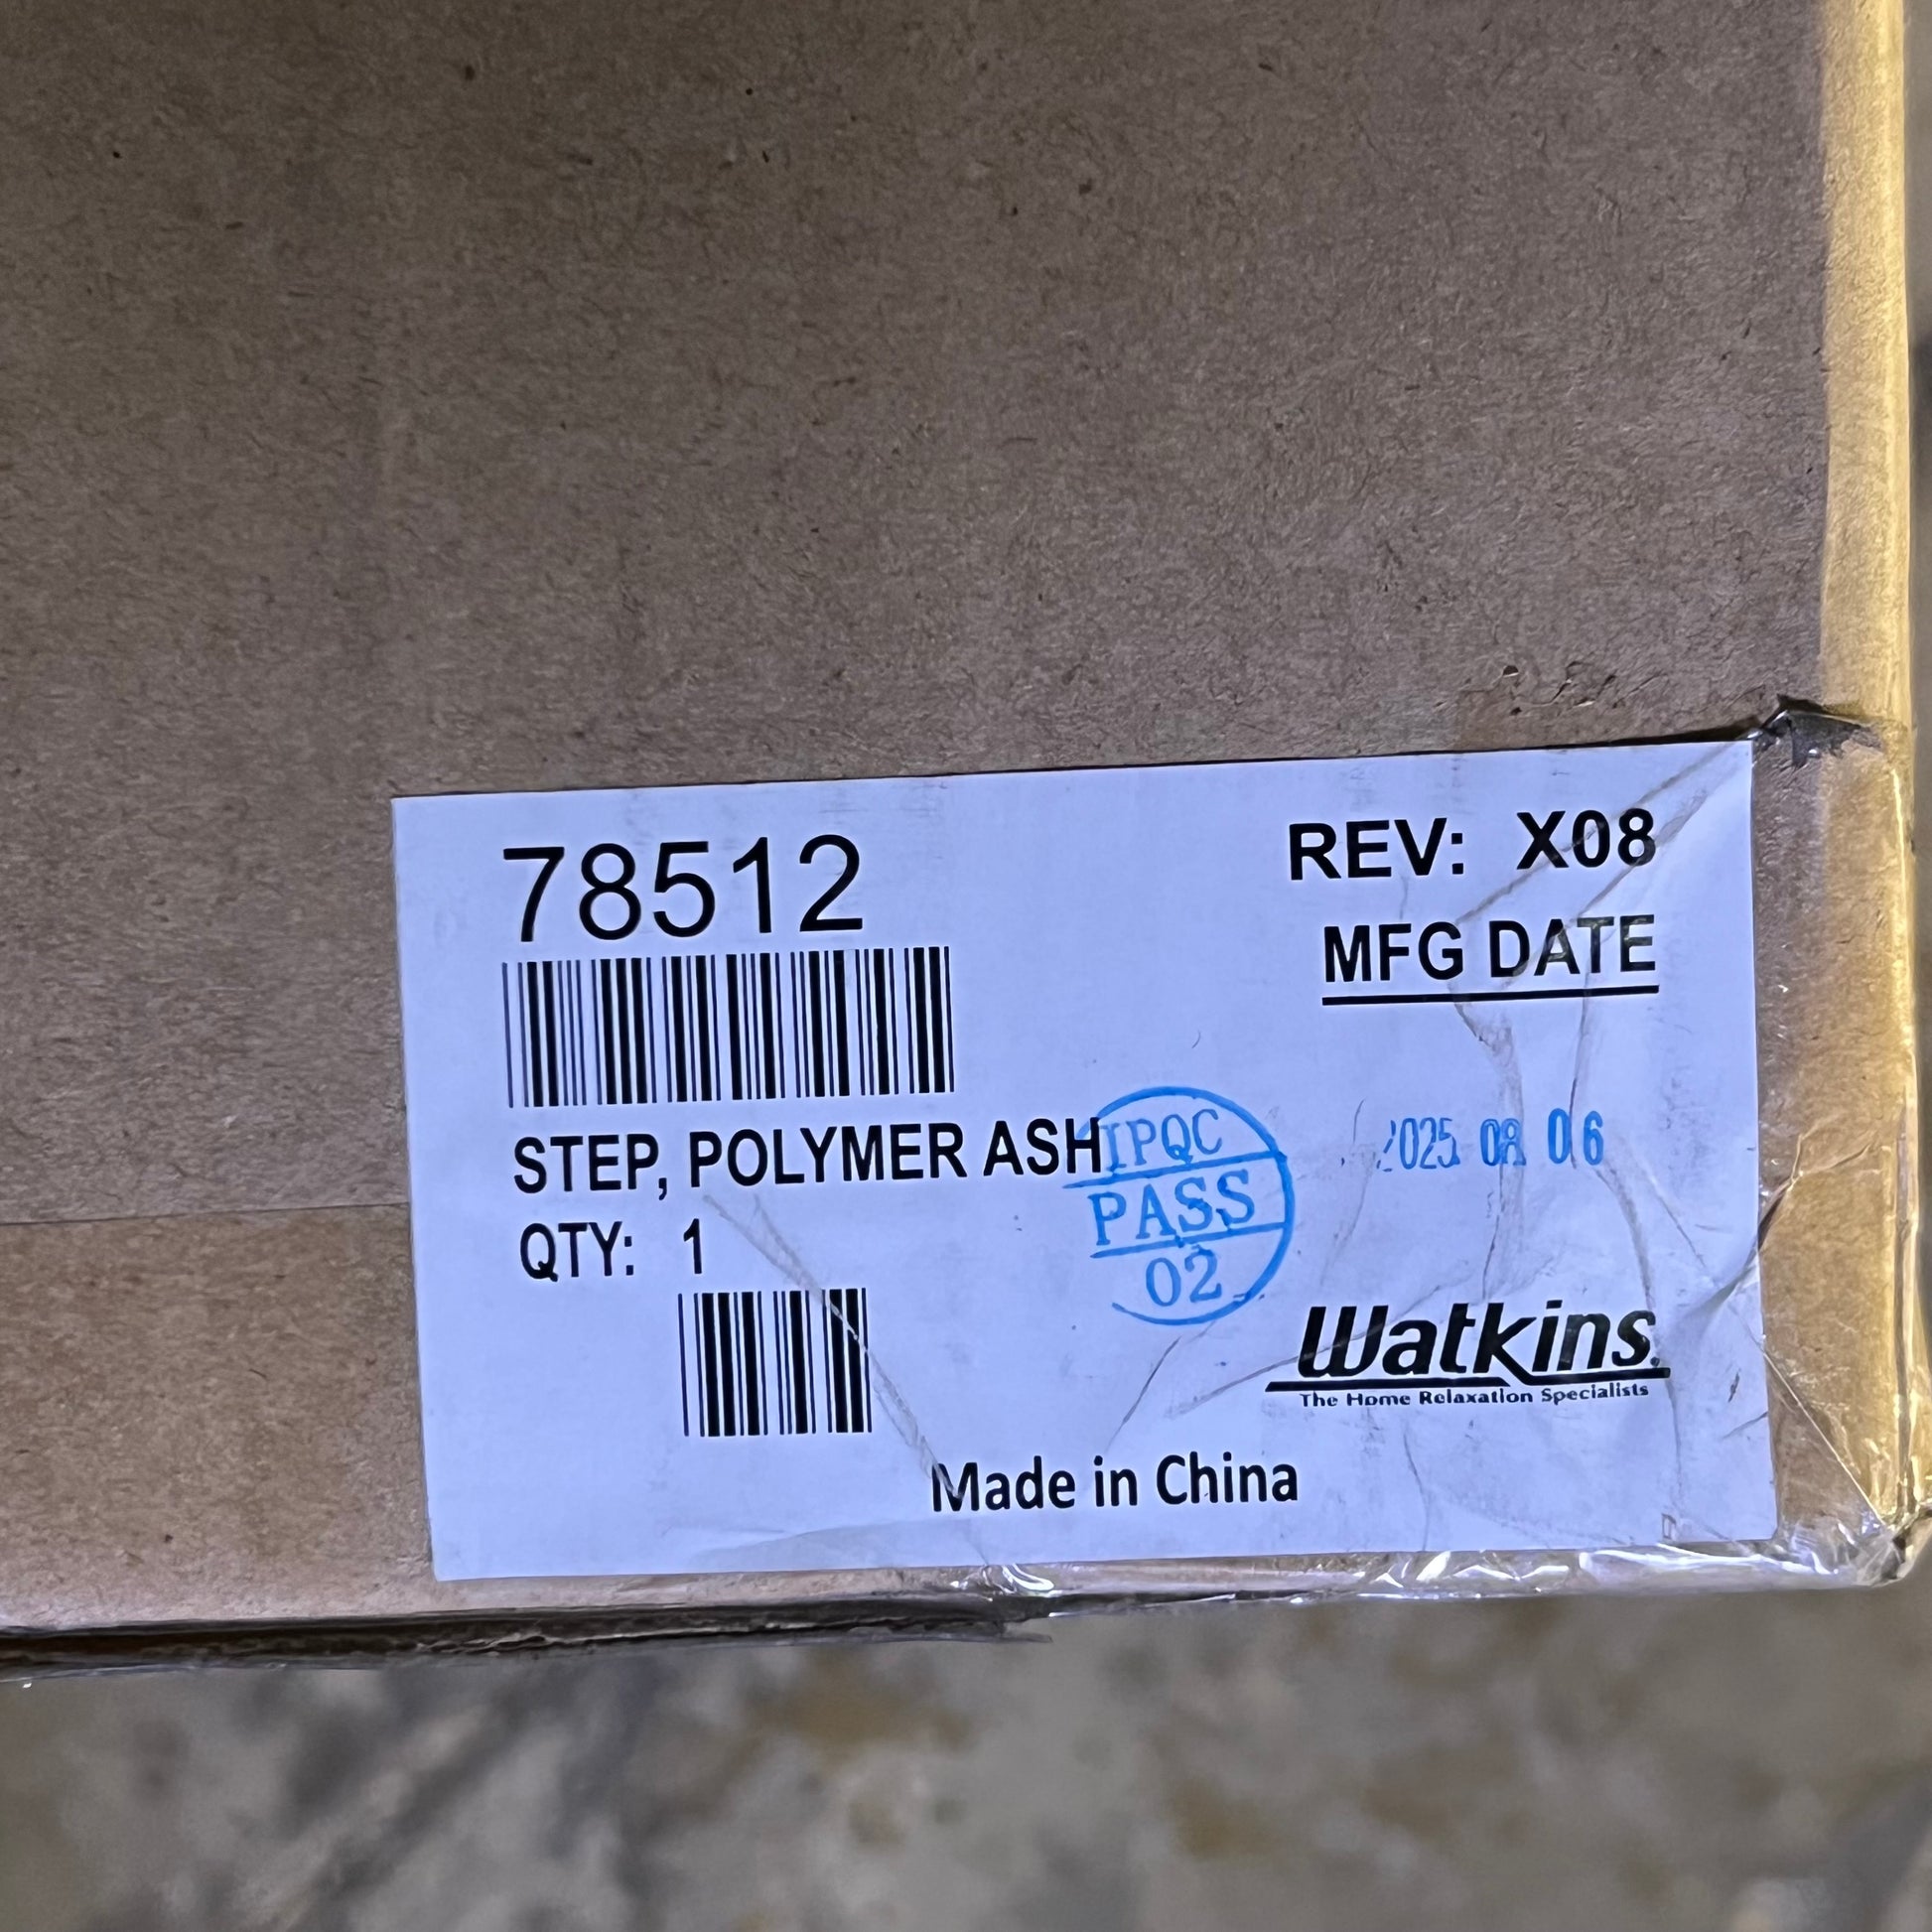 78512
REV: X08
MFG DATE
STEP, POLYMER ASH
IPQC
PASS
02
2025 08 06
QTY: 1
Watkins
The Home Relaxation Specialists
Made in China